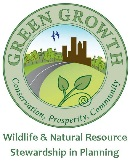 GREEN GROWTH
Conservation, Prosperity, Community
Wildlife & Natural Resource
Stewardship in Planning